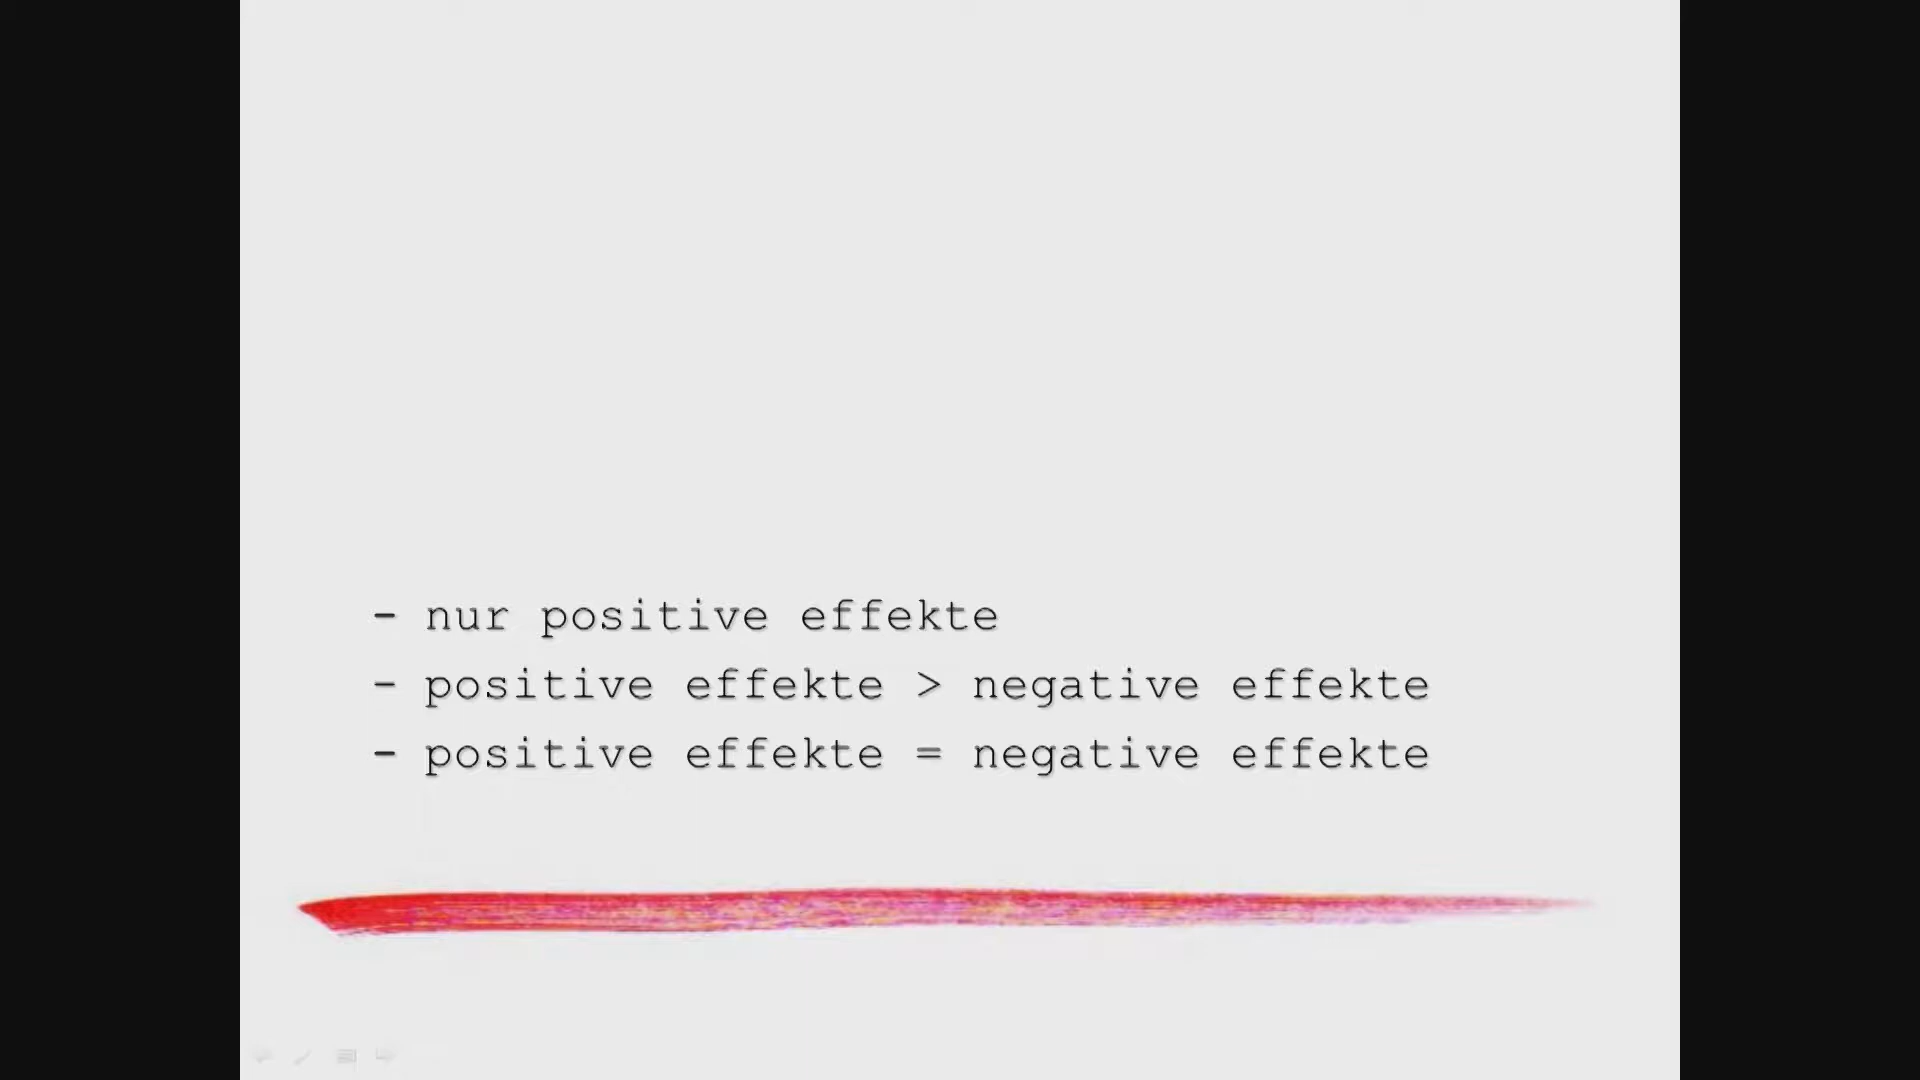 - nur positive effekte
- positive effekte > negative effekte
- positive effekte = negative effekte